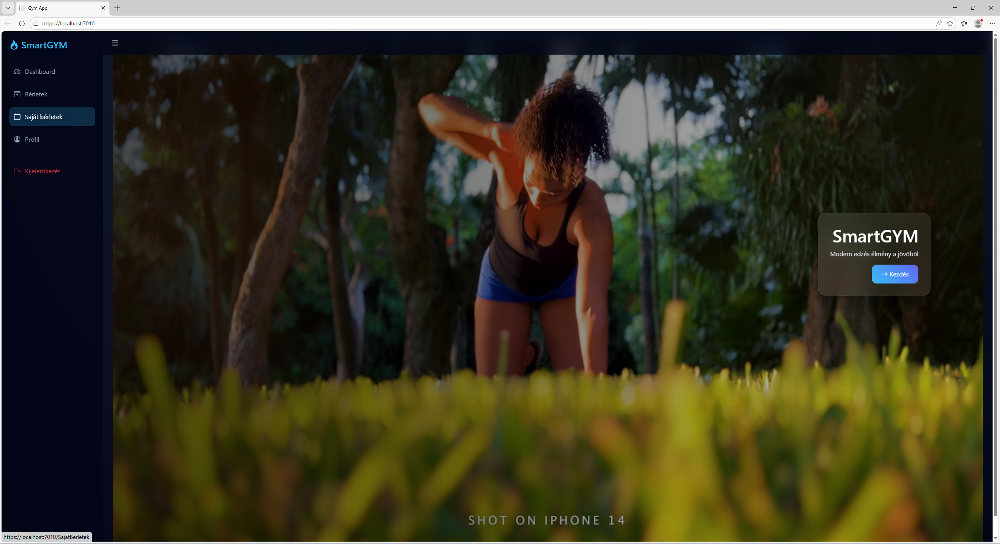 Gym App
https://localhost:7010
SmartGYM
Dashboard
Bérletek
Saját bérletek
Profil
Kijelentkezés
SmartGYM
Modern edzés élmény a jövőből
→ Kezdés
SHOT ON IPHONE 14
https://localhost:7010/SajatBerletek